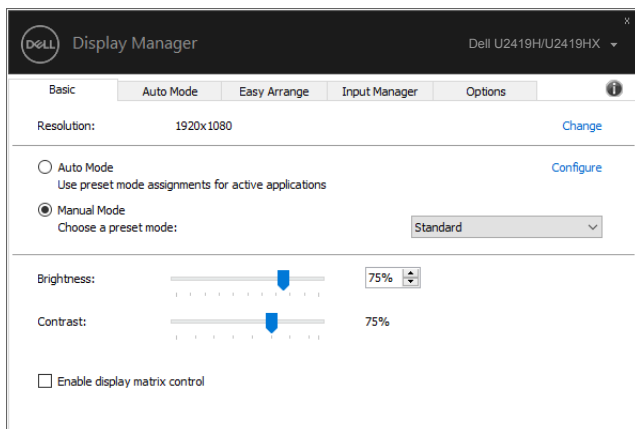 DELL Display Manager Dell U2419H/U2419HX x
Basic Auto Mode Easy Arrange Input Manager Options i
Resolution: 1920x1080 Change
Auto Mode Configure
Use preset mode assignments for active applications
Manual Mode
Choose a preset mode: Standard
Brightness: 75%
Contrast: 75%
Enable display matrix control